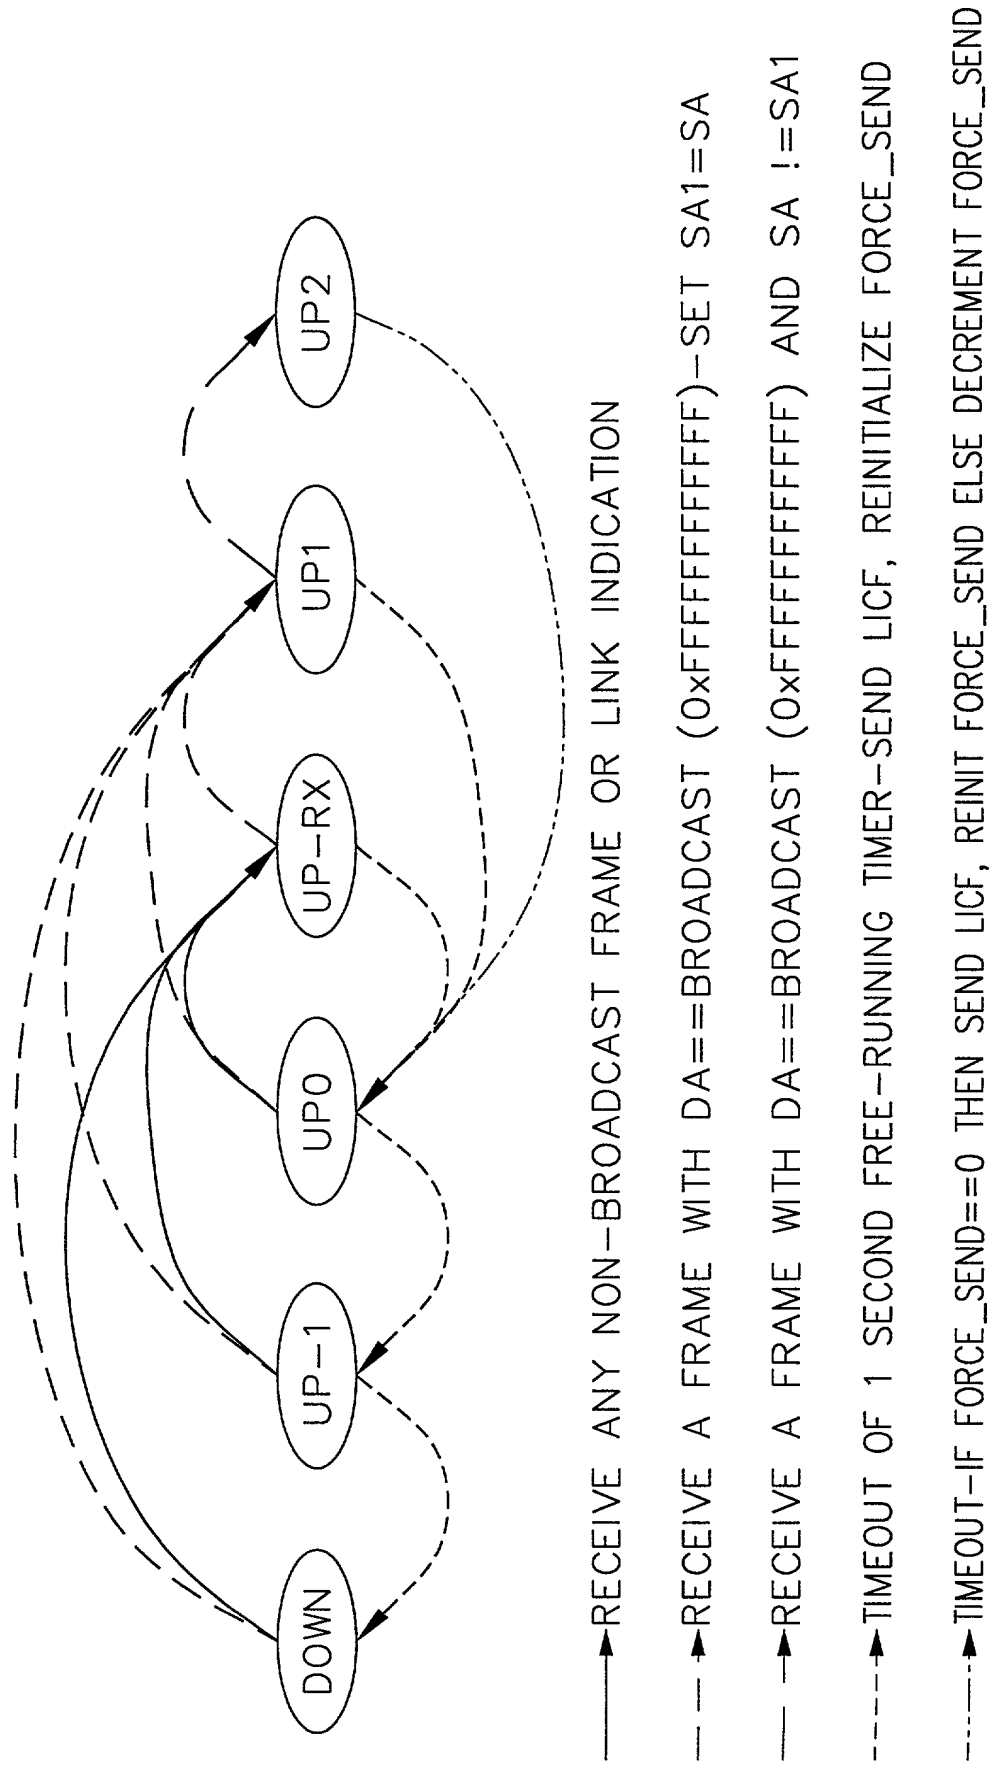 DOWN
UP-1
UP0
UP-RX
UP1
UP2
RECEIVE ANY NON-BROADCAST FRAME OR LINK INDICATION
RECEIVE A FRAME WITH DA==BROADCAST (0xFFFFFFFFFFFF)-SET SA1=SA
RECEIVE A FRAME WITH DA==BROADCAST (0xFFFFFFFFFFFF) AND SA !=SA1
TIMEOUT OF 1 SECOND FREE-RUNNING TIMER-SEND LICF, REINITIALIZE FORCE_SEND
TIMEOUT-IF FORCE_SEND==0 THEN SEND LICF, REINIT FORCE_SEND ELSE DECREMENT FORCE_SEND